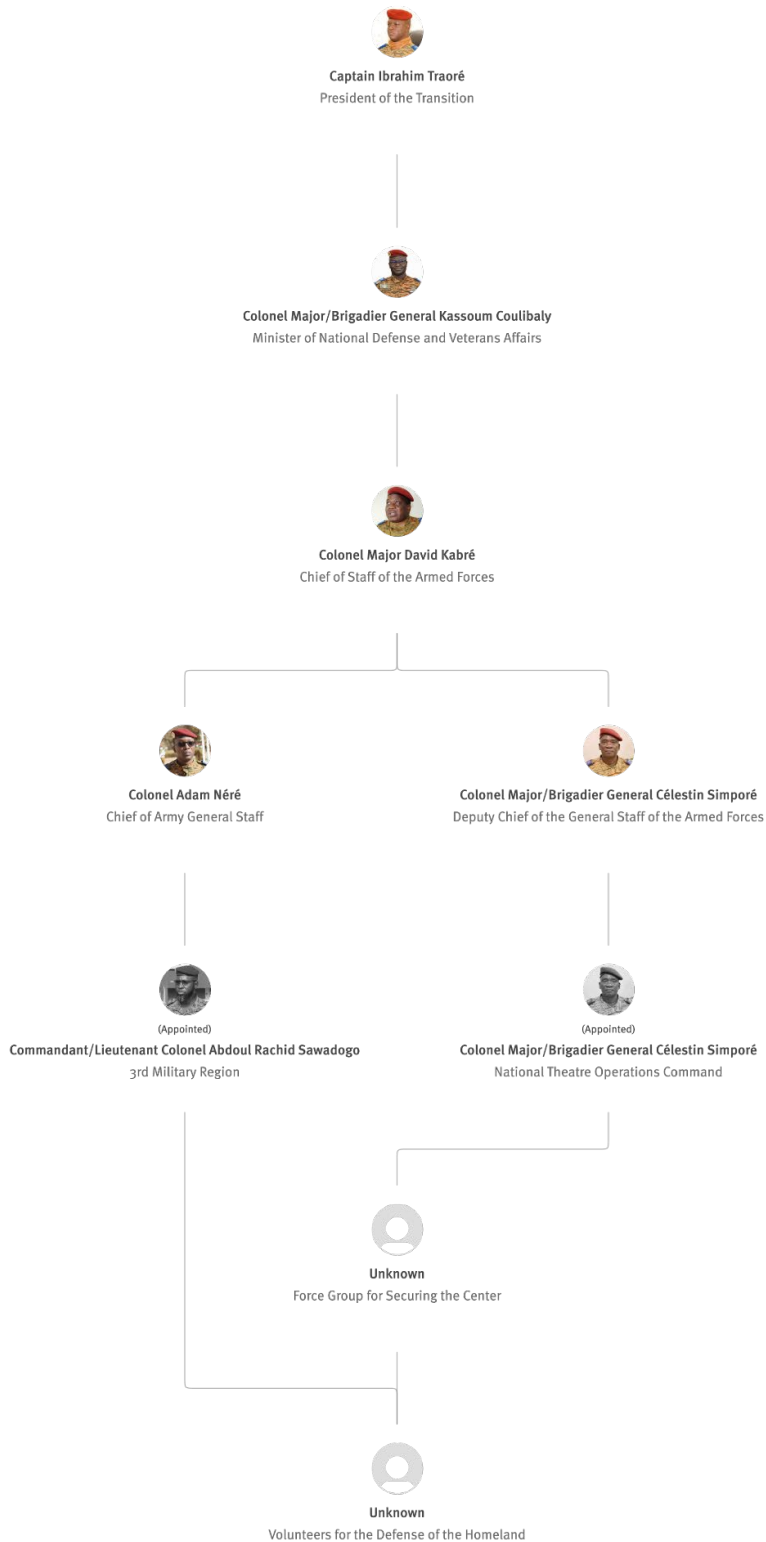 Captain Ibrahim Traoré
President of the Transition
Colonel Major/Brigadier General Kassoum Coulibaly
Minister of National Defense and Veterans Affairs
Colonel Major David Kabré
Chief of Staff of the Armed Forces
Colonel Adam Néré
Chief of Army General Staff
Colonel Major/Brigadier General Célestin Simporé
Deputy Chief of the General Staff of the Armed Forces
(Appointed)
Commandant/Lieutenant Colonel Abdoul Rachid Sawadogo
3rd Military Region
(Appointed)
Colonel Major/Brigadier General Célestin Simporé
National Theatre Operations Command
Unknown
Force Group for Securing the Center
Unknown
Volunteers for the Defense of the Homeland